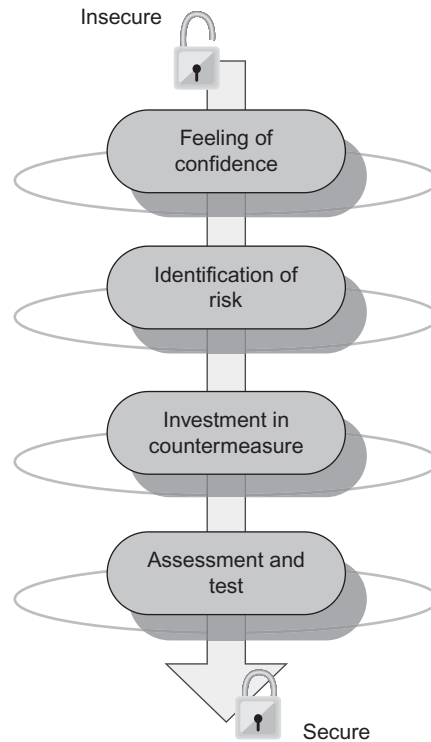 Insecure
Feeling of
confidence
Identification of
risk
Investment in
countermeasure
Assessment and
test
Secure